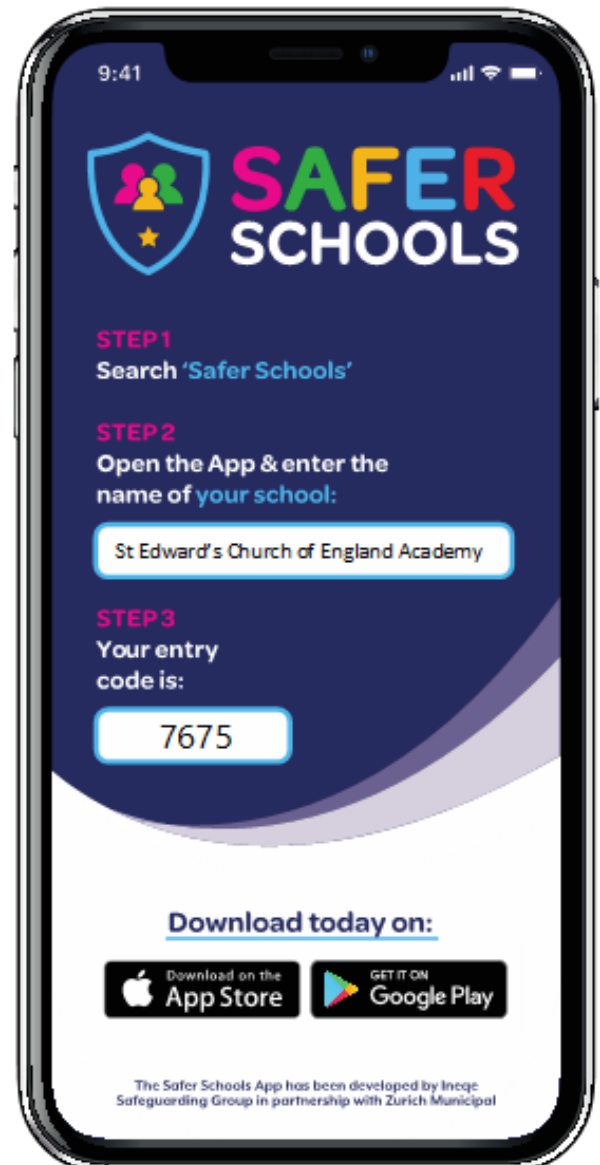 9:41
SAFER
SCHOOLS
STEP 1
Search ‘Safer Schools’
STEP 2
Open the App & enter the
name of your school:
St Edward's Church of England Academy
STEP 3
Your entry
code is:
7675
Download today on:
Download on the
App Store
GET IT ON
Google Play
The Safer Schools App has been developed by Ineqe
Safeguarding Group in partnership with Zurich Municipal